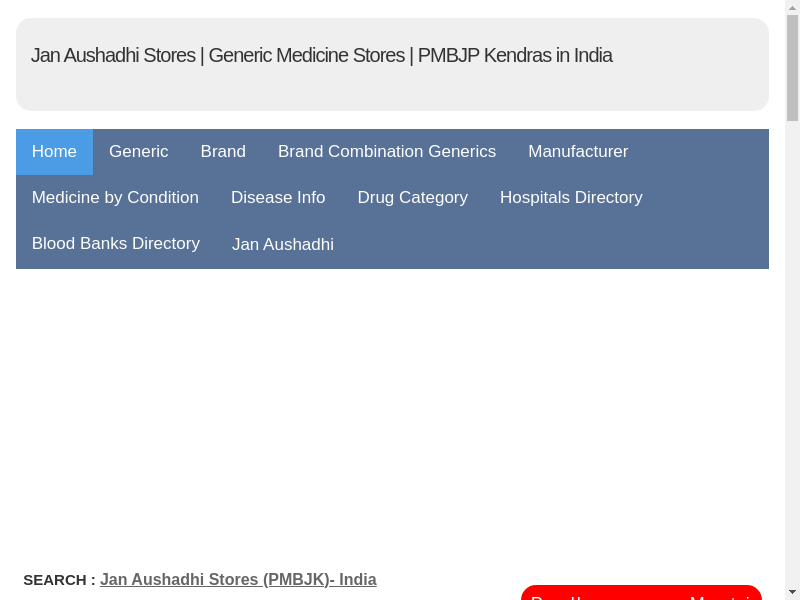 Jan Aushadhi Stores | Generic Medicine Stores | PMBJP Kendras in India
Home Generic Brand Brand Combination Generics Manufacturer
Medicine by Condition Disease Info Drug Category Hospitals Directory
Blood Banks Directory Jan Aushadhi
SEARCH : Jan Aushadhi Stores (PMBJK)- India